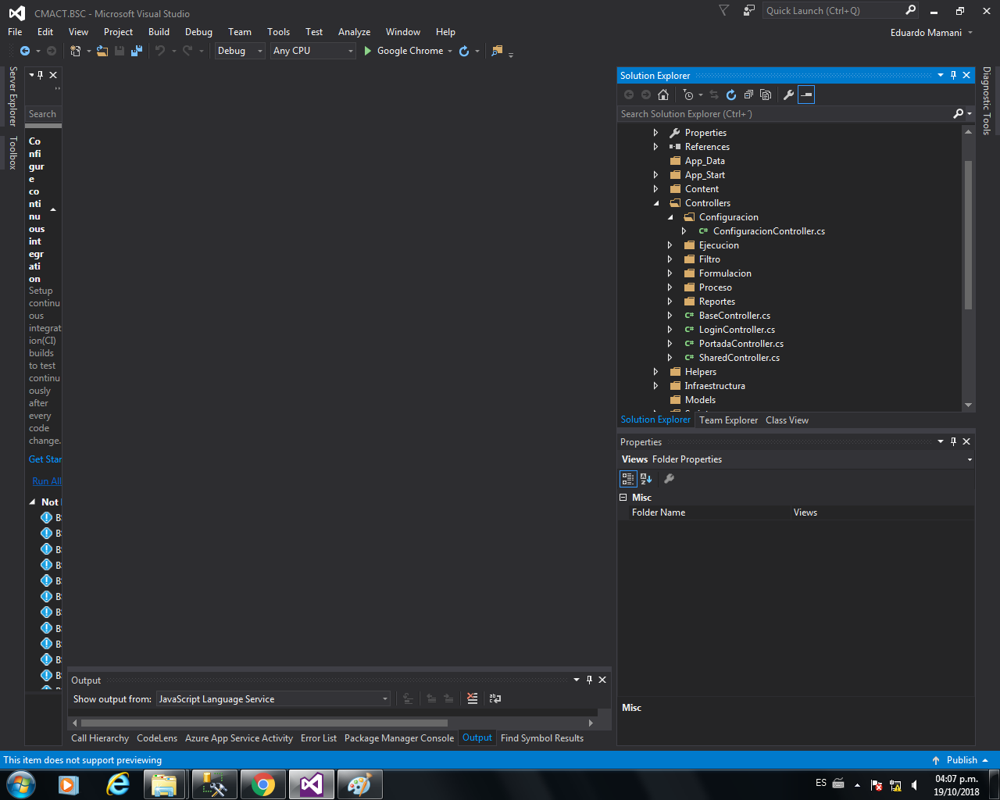 CMACT.BSC - Microsoft Visual Studio
Quick Launch (Ctrl+Q)
File Edit View Project Build Debug Team Tools Test Analyze Window Help
Eduardo Mamani
Debug Any CPU Google Chrome
Server Explorer
Toolbox
Search
Co
nfi
gur
e
co
nti
nu
ous
int
egr
ati
on
Setup
continu
ous
integrat
ion(CI)
builds
to test
continu
ously
after
every
code
change.
Get Star
Run All
Not
B
B
B
B
B
B
B
B
B
B
B
Solution Explorer
Search Solution Explorer (Ctrl+´)
Properties
References
App_Data
App_Start
Content
Controllers
Configuracion
C# ConfiguracionController.cs
Ejecucion
Filtro
Formulacion
Proceso
Reportes
C# BaseController.cs
C# LoginController.cs
C# PortadaController.cs
C# SharedController.cs
Helpers
Infraestructura
Models
Solution Explorer Team Explorer Class View
Diagnostic Tools
Properties
Views Folder Properties
Misc
Folder Name Views
Misc
Output
Show output from: JavaScript Language Service
Call Hierarchy CodeLens Azure App Service Activity Error List Package Manager Console Output Find Symbol Results
This item does not support previewing
Publish
ES
04:07 p.m.
19/10/2018